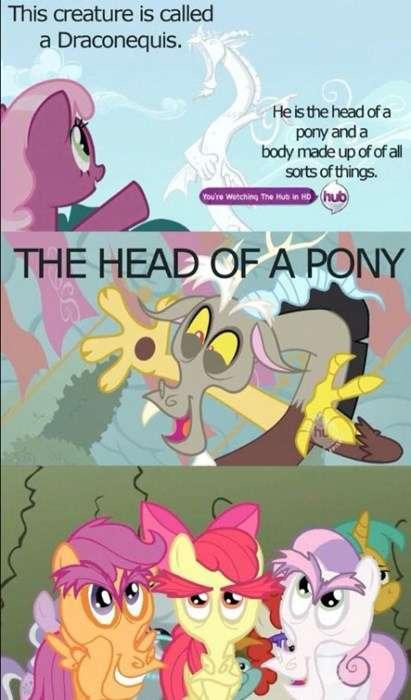 This creature is called
a Draconequis.
He is the head of a
pony and a
body made up of of all
sorts of things.
You're Watching The Hub in HD
hub
THE HEAD OF A PONY
hub